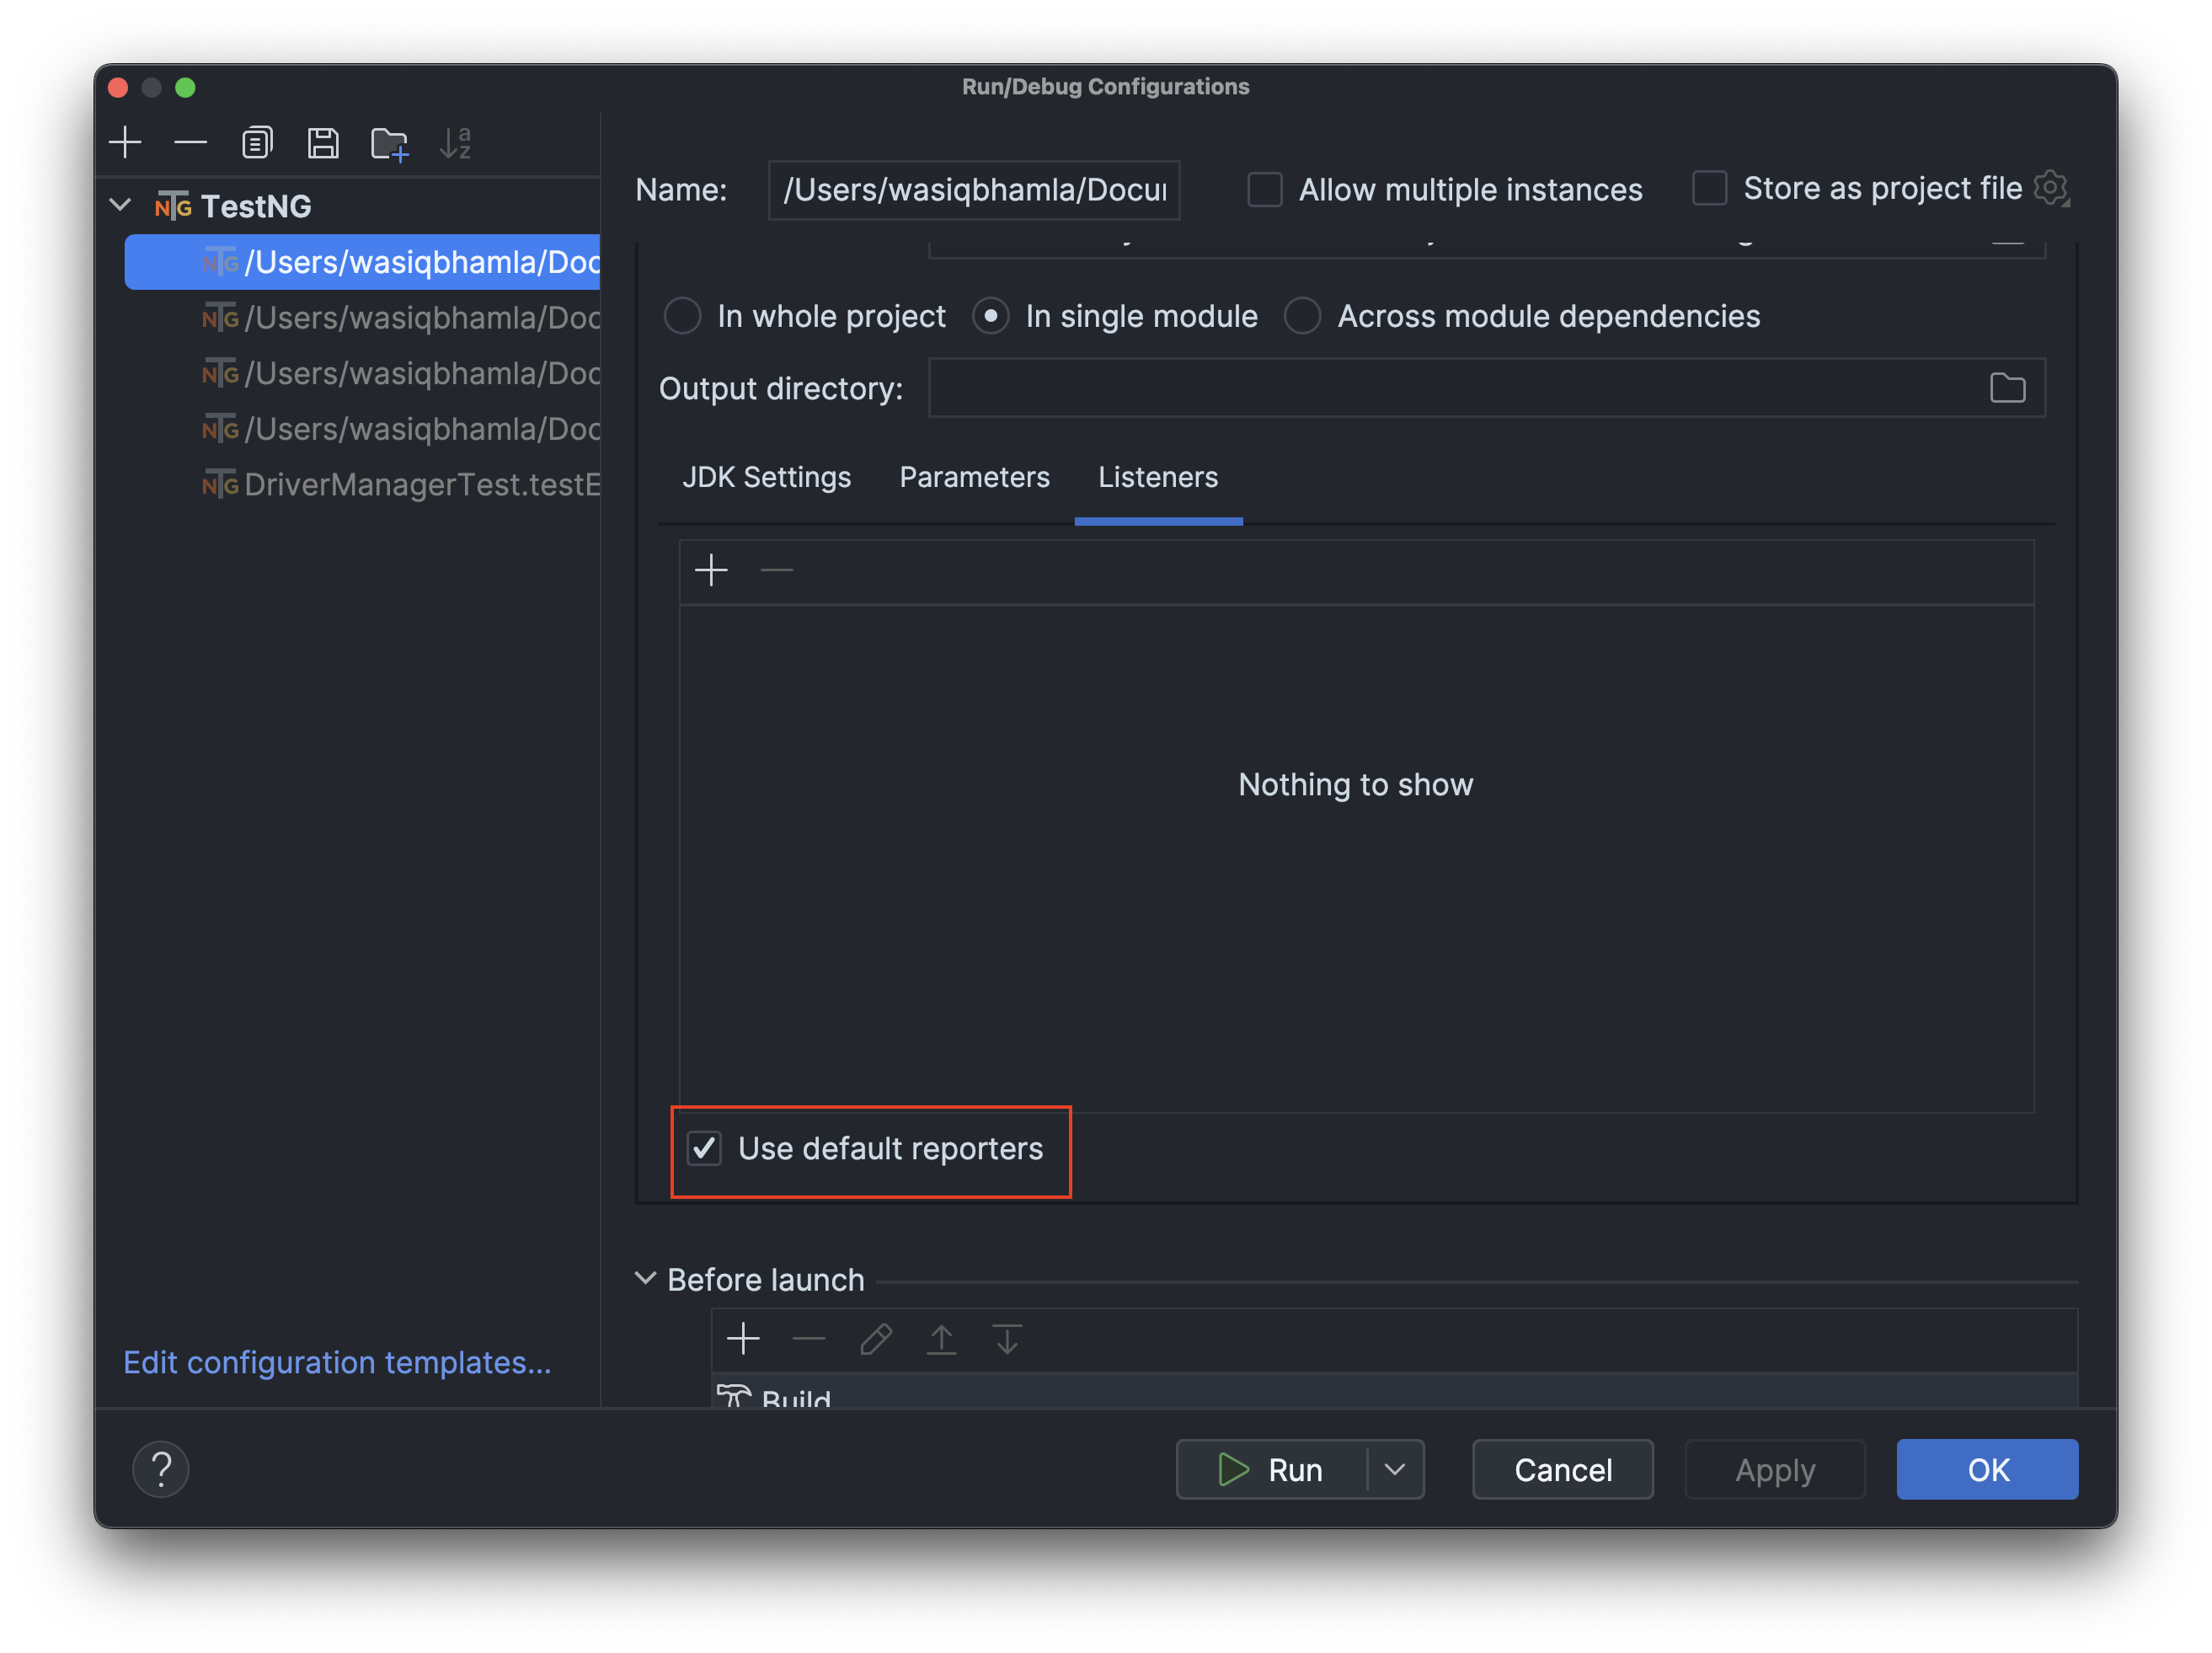 Run/Debug Configurations
TestNG
/Users/wasiqbhamla/Doc
/Users/wasiqbhamla/Doc
/Users/wasiqbhamla/Doc
/Users/wasiqbhamla/Doc
DriverManagerTest.testE
Edit configuration templates...
Name: /Users/wasiqbhamla/Docu Allow multiple instances Store as project file
In whole project In single module Across module dependencies
Output directory:
JDK Settings Parameters Listeners
Nothing to show
Use default reporters
Before launch
Build
? Run Cancel Apply OK